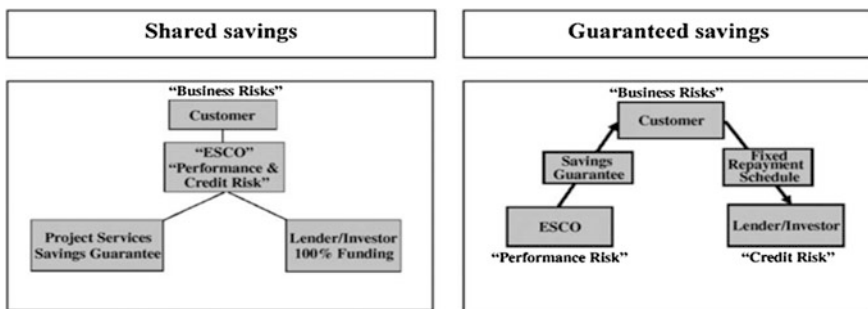 Shared savings
“Business Risks”
Customer
“ESCO”
“Performance &
Credit Risk”
Project Services
Savings Guarantee
Lender/Investor
100% Funding
Guaranteed savings
“Business Risks”
Customer
Savings
Guarantee
Fixed
Repayment
Schedule
ESCO
Lender/Investor
“Performance Risk”
“Credit Risk”